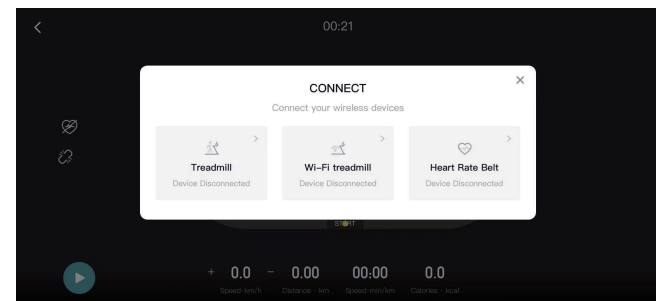 00:21
CONNECT
Connect your wireless devices
Treadmill
Device Disconnected
Wi-Fi treadmill
Device Disconnected
Heart Rate Belt
Device Disconnected
START
+ 0.0 − 0.00 00:00 0.0
Speed·km/h Distance · km Speed·min/km Calories · kcal